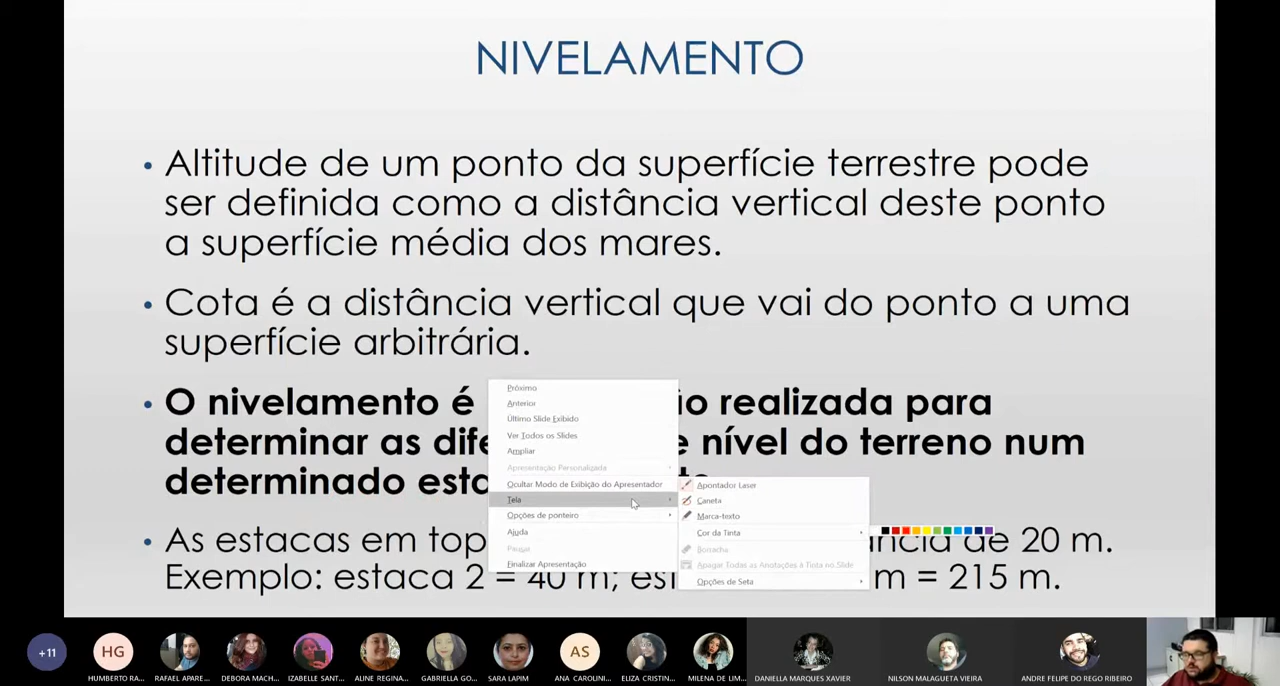 NIVELAMENTO
• Altitude de um ponto da superfície terrestre pode
ser definida como a distância vertical deste ponto
a superfície média dos mares.
• Cota é a distância vertical que vai do ponto a uma
superfície arbitrária.
• O nivelamento é ão realizada para
determinar as dife e nível do terreno num
determinado esta
• As estacas em top ância de 20 m.
Exemplo: estaca 2 = 40 m; est m = 215 m.
Próximo
Anterior
Último Slide Exibido
Ver Todos os Slides
Ampliar
Apresentação Personalizada
Ocultar Modo de Exibição do Apresentador
Tela
Opções de ponteiro
Ajuda
Pausar
Finalizar Apresentação
Apontador Laser
Caneta
Marca-texto
Cor da Tinta
Borracha
Apagar Todas as Anotações à Tinta no Slide
Opções de Seta
+11
HG
AS
HUMBERTO RA...
RAFAEL APARE...
DEBORA MACH...
IZABELLE SANT...
ALINE REGINA...
GABRIELLA GO...
SARA LAPIM
ANA CAROLINI...
ELIZA CRISTIN...
MILENA DE LIM...
DANIELLA MARQUES XAVIER
NILSON MALAGUETA VIEIRA
ANDRE FELIPE DO REGO RIBEIRO